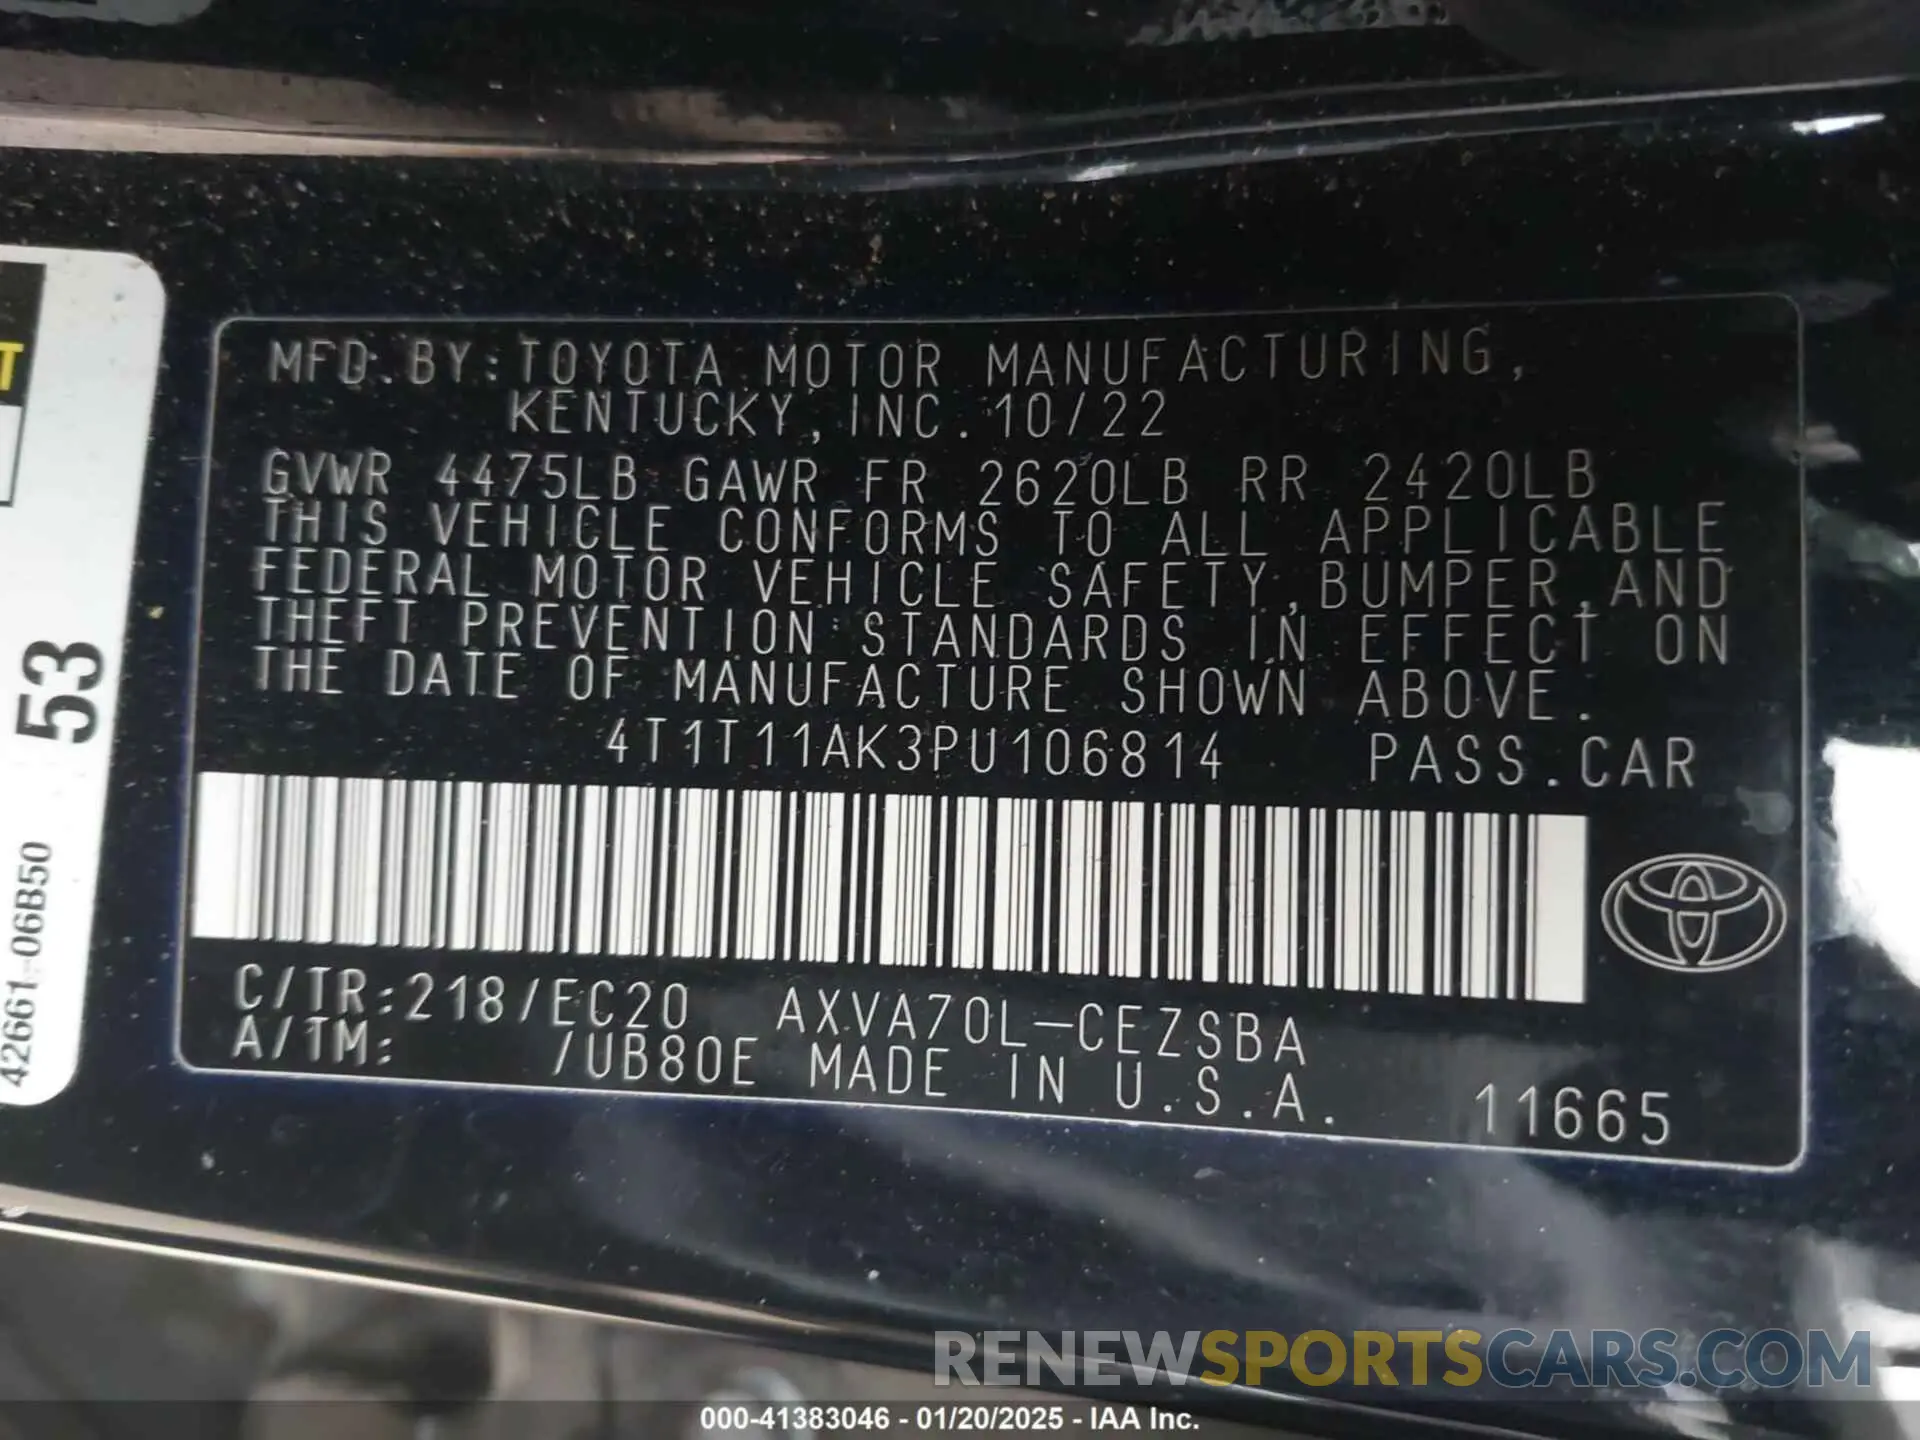 MFD. BY: TOYOTA MOTOR MANUFACTURING,
KENTUCKY, INC. 10/22
GVWR 4475LB GAWR FR 2620LB RR 2420LB
THIS VEHICLE CONFORMS TO ALL APPLICABLE
FEDERAL MOTOR VEHICLE SAFETY, BUMPER, AND
THEFT PREVENTION STANDARDS IN EFFECT ON
THE DATE OF MANUFACTURE SHOWN ABOVE.
4T1T11AK3PU106814 PASS. CAR
C/TR: 218/EC20 AXVA70L-CEZSBA
A/TM: /UB80E MADE IN U.S.A. 11665
T
53
42661-06B50
RENEWSPORTSCARS.COM
000-41383046 - 01/20/2025 - IAA Inc.